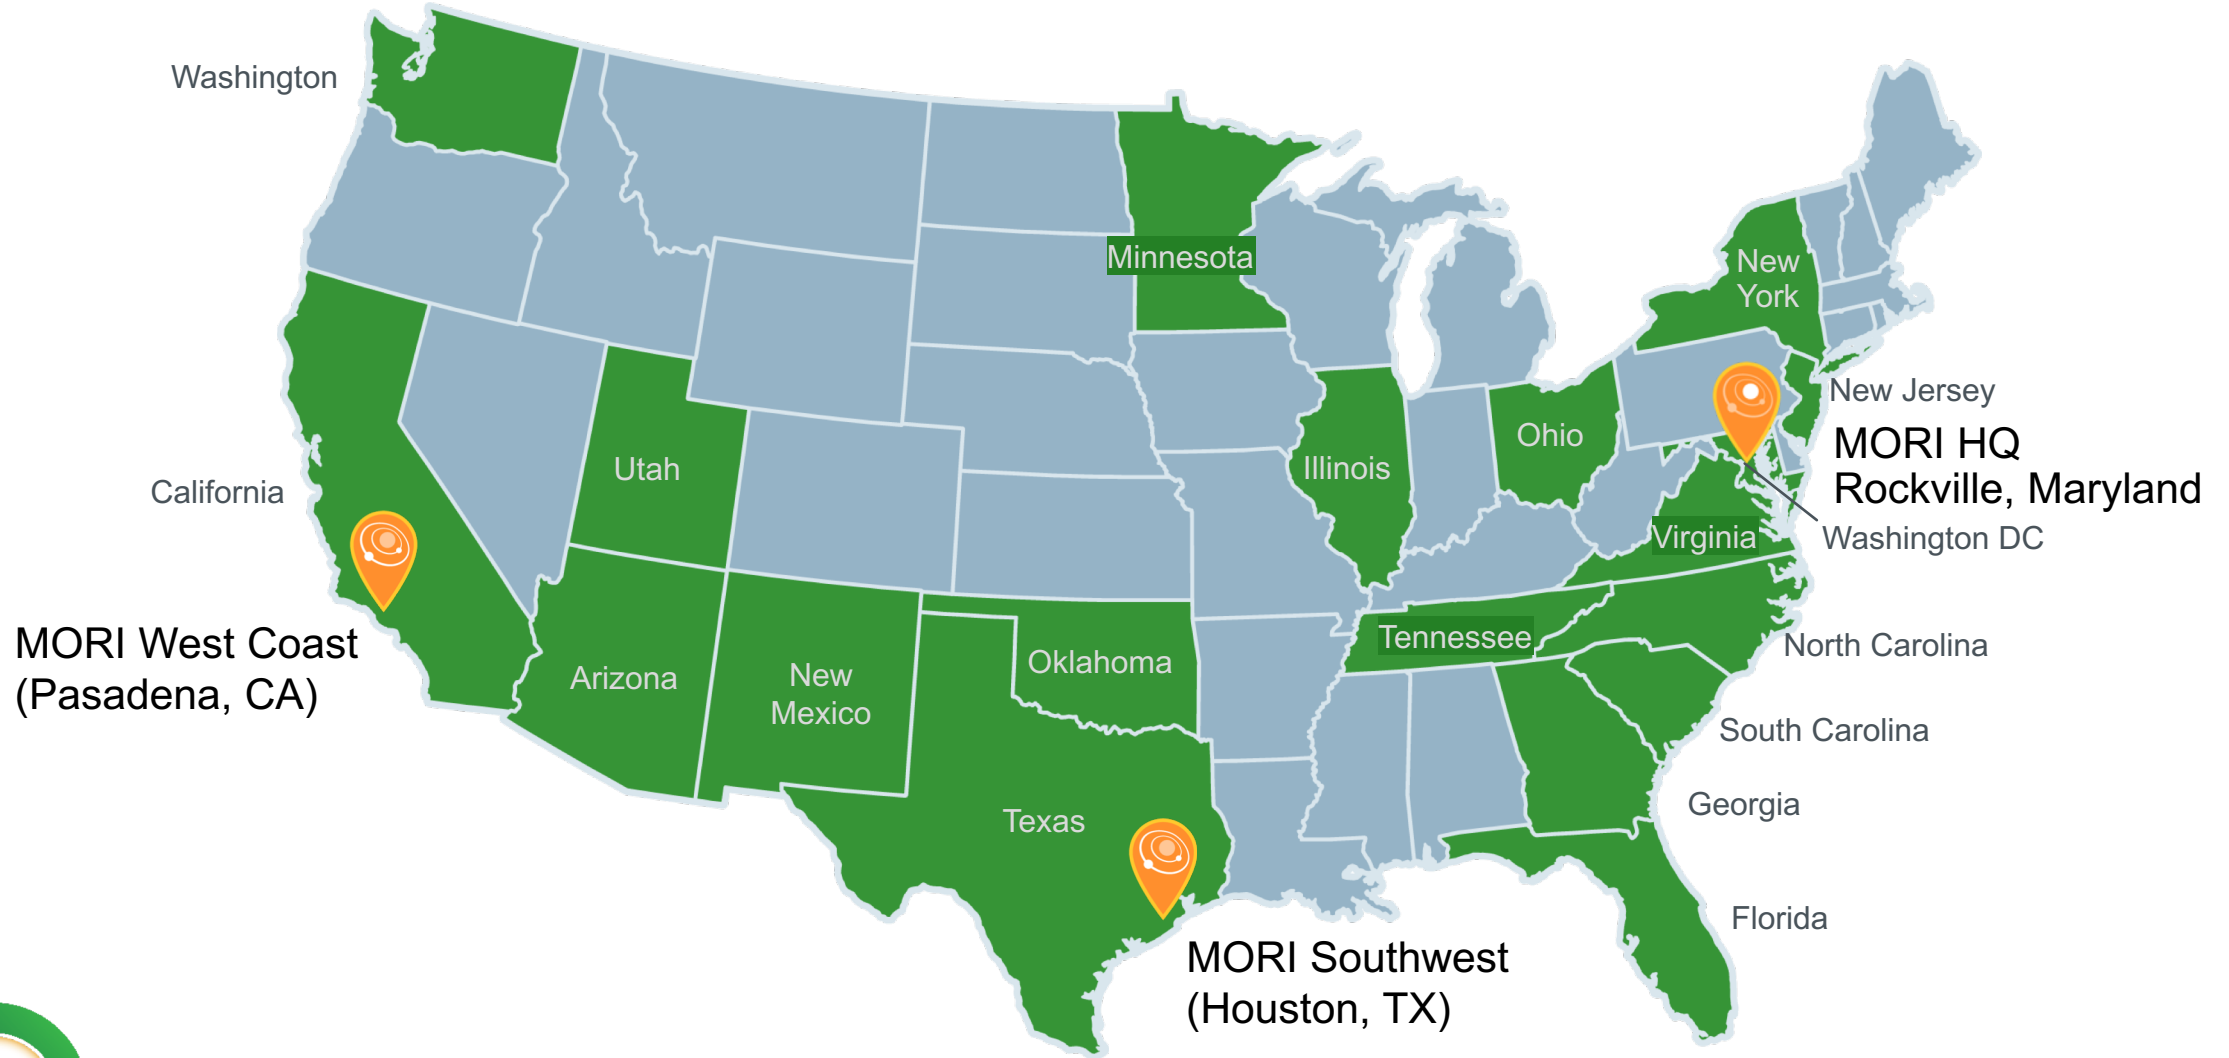 Washington
Minnesota
New
York
New Jersey
Ohio
MORI HQ
Rockville, Maryland
Illinois
Utah
California
Virginia
Washington DC
MORI West Coast
(Pasadena, CA)
Tennessee
North Carolina
Oklahoma
Arizona
New
Mexico
South Carolina
Georgia
Texas
Florida
MORI Southwest
(Houston, TX)